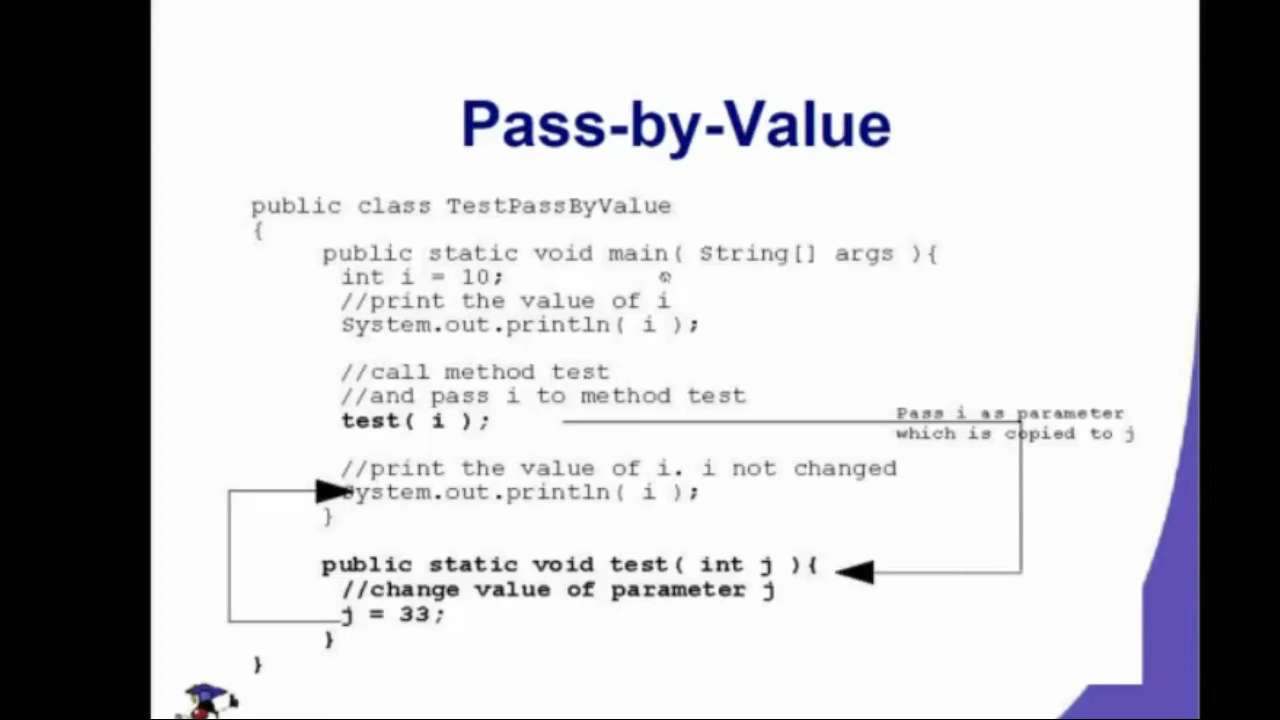 Pass-by-Value
public class TestPassByValue
{
public static void main( String[] args ){
int i = 10;
//print the value of i
System.out.println( i );
//call method test
//and pass i to method test
test( i );
Pass i as parameter
which is copied to j
//print the value of i. i not changed
System.out.println( i );
}
public static void test( int j ){
//change value of parameter j
j = 33;
}
}